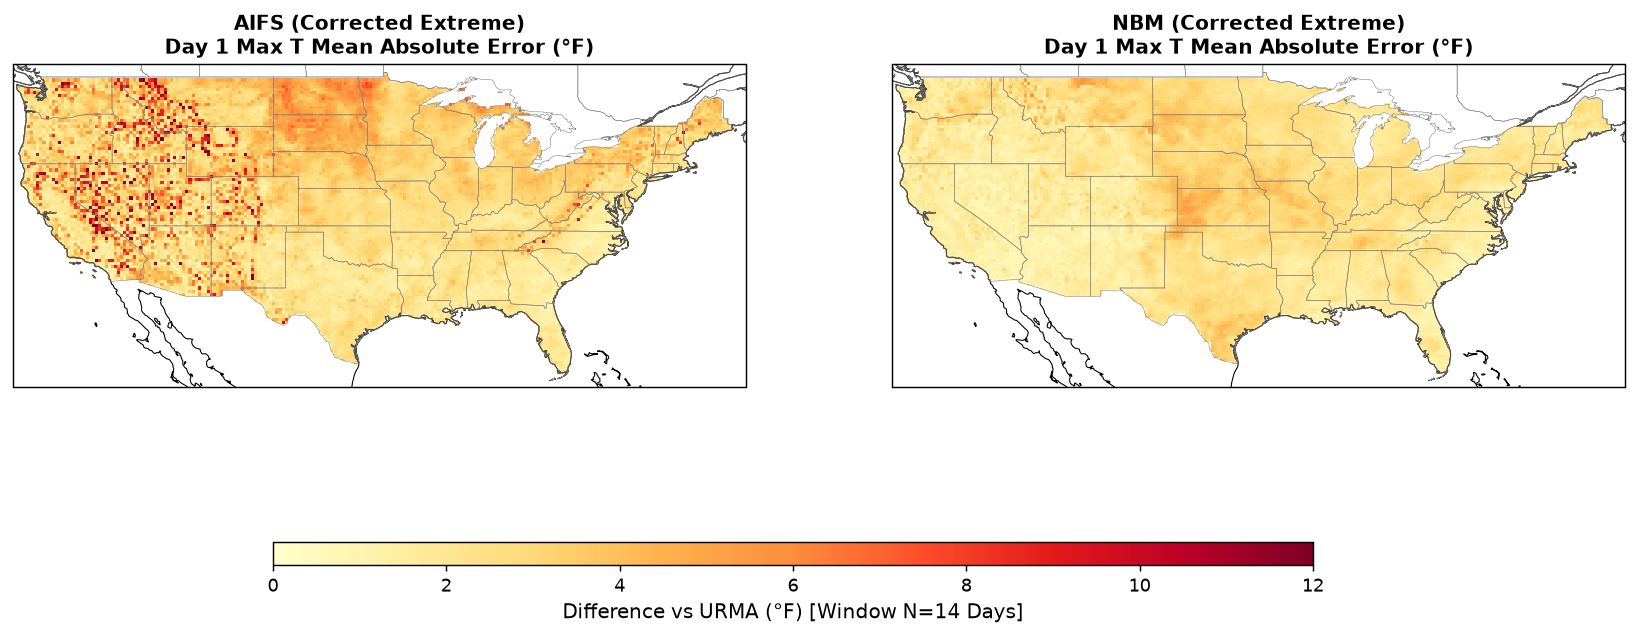 AIFS (Corrected Extreme)
Day 1 Max T Mean Absolute Error (°F)
NBM (Corrected Extreme)
Day 1 Max T Mean Absolute Error (°F)
0 2 4 6 8 10 12
Difference vs URMA (°F) [Window N=14 Days]